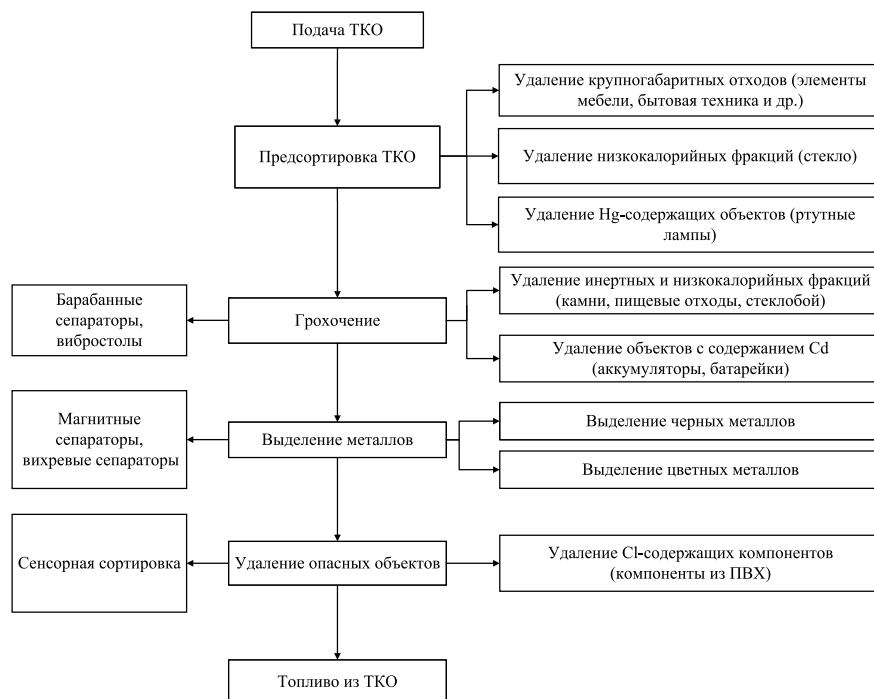 Подача ТКО
Удаление крупногабаритных отходов (элементы
мебели, бытовая техника и др.)
Предсортировка ТКО
Удаление низкокалорийных фракций (стекло)
Удаление Hg-содержащих объектов (ртутные
лампы)
Барабанные
сепараторы,
вибростолы
Грохочение
Удаление инертных и низкокалорийных фракций
(камни, пищевые отходы, стеклобой)
Удаление объектов с содержанием Cd
(аккумуляторы, батарейки)
Магнитные
сепараторы,
вихревые сепараторы
Выделение металлов
Выделение черных металлов
Выделение цветных металлов
Сенсорная сортировка
Удаление опасных объектов
Удаление Cl-содержащих компонентов
(компоненты из ПВХ)
Топливо из ТКО